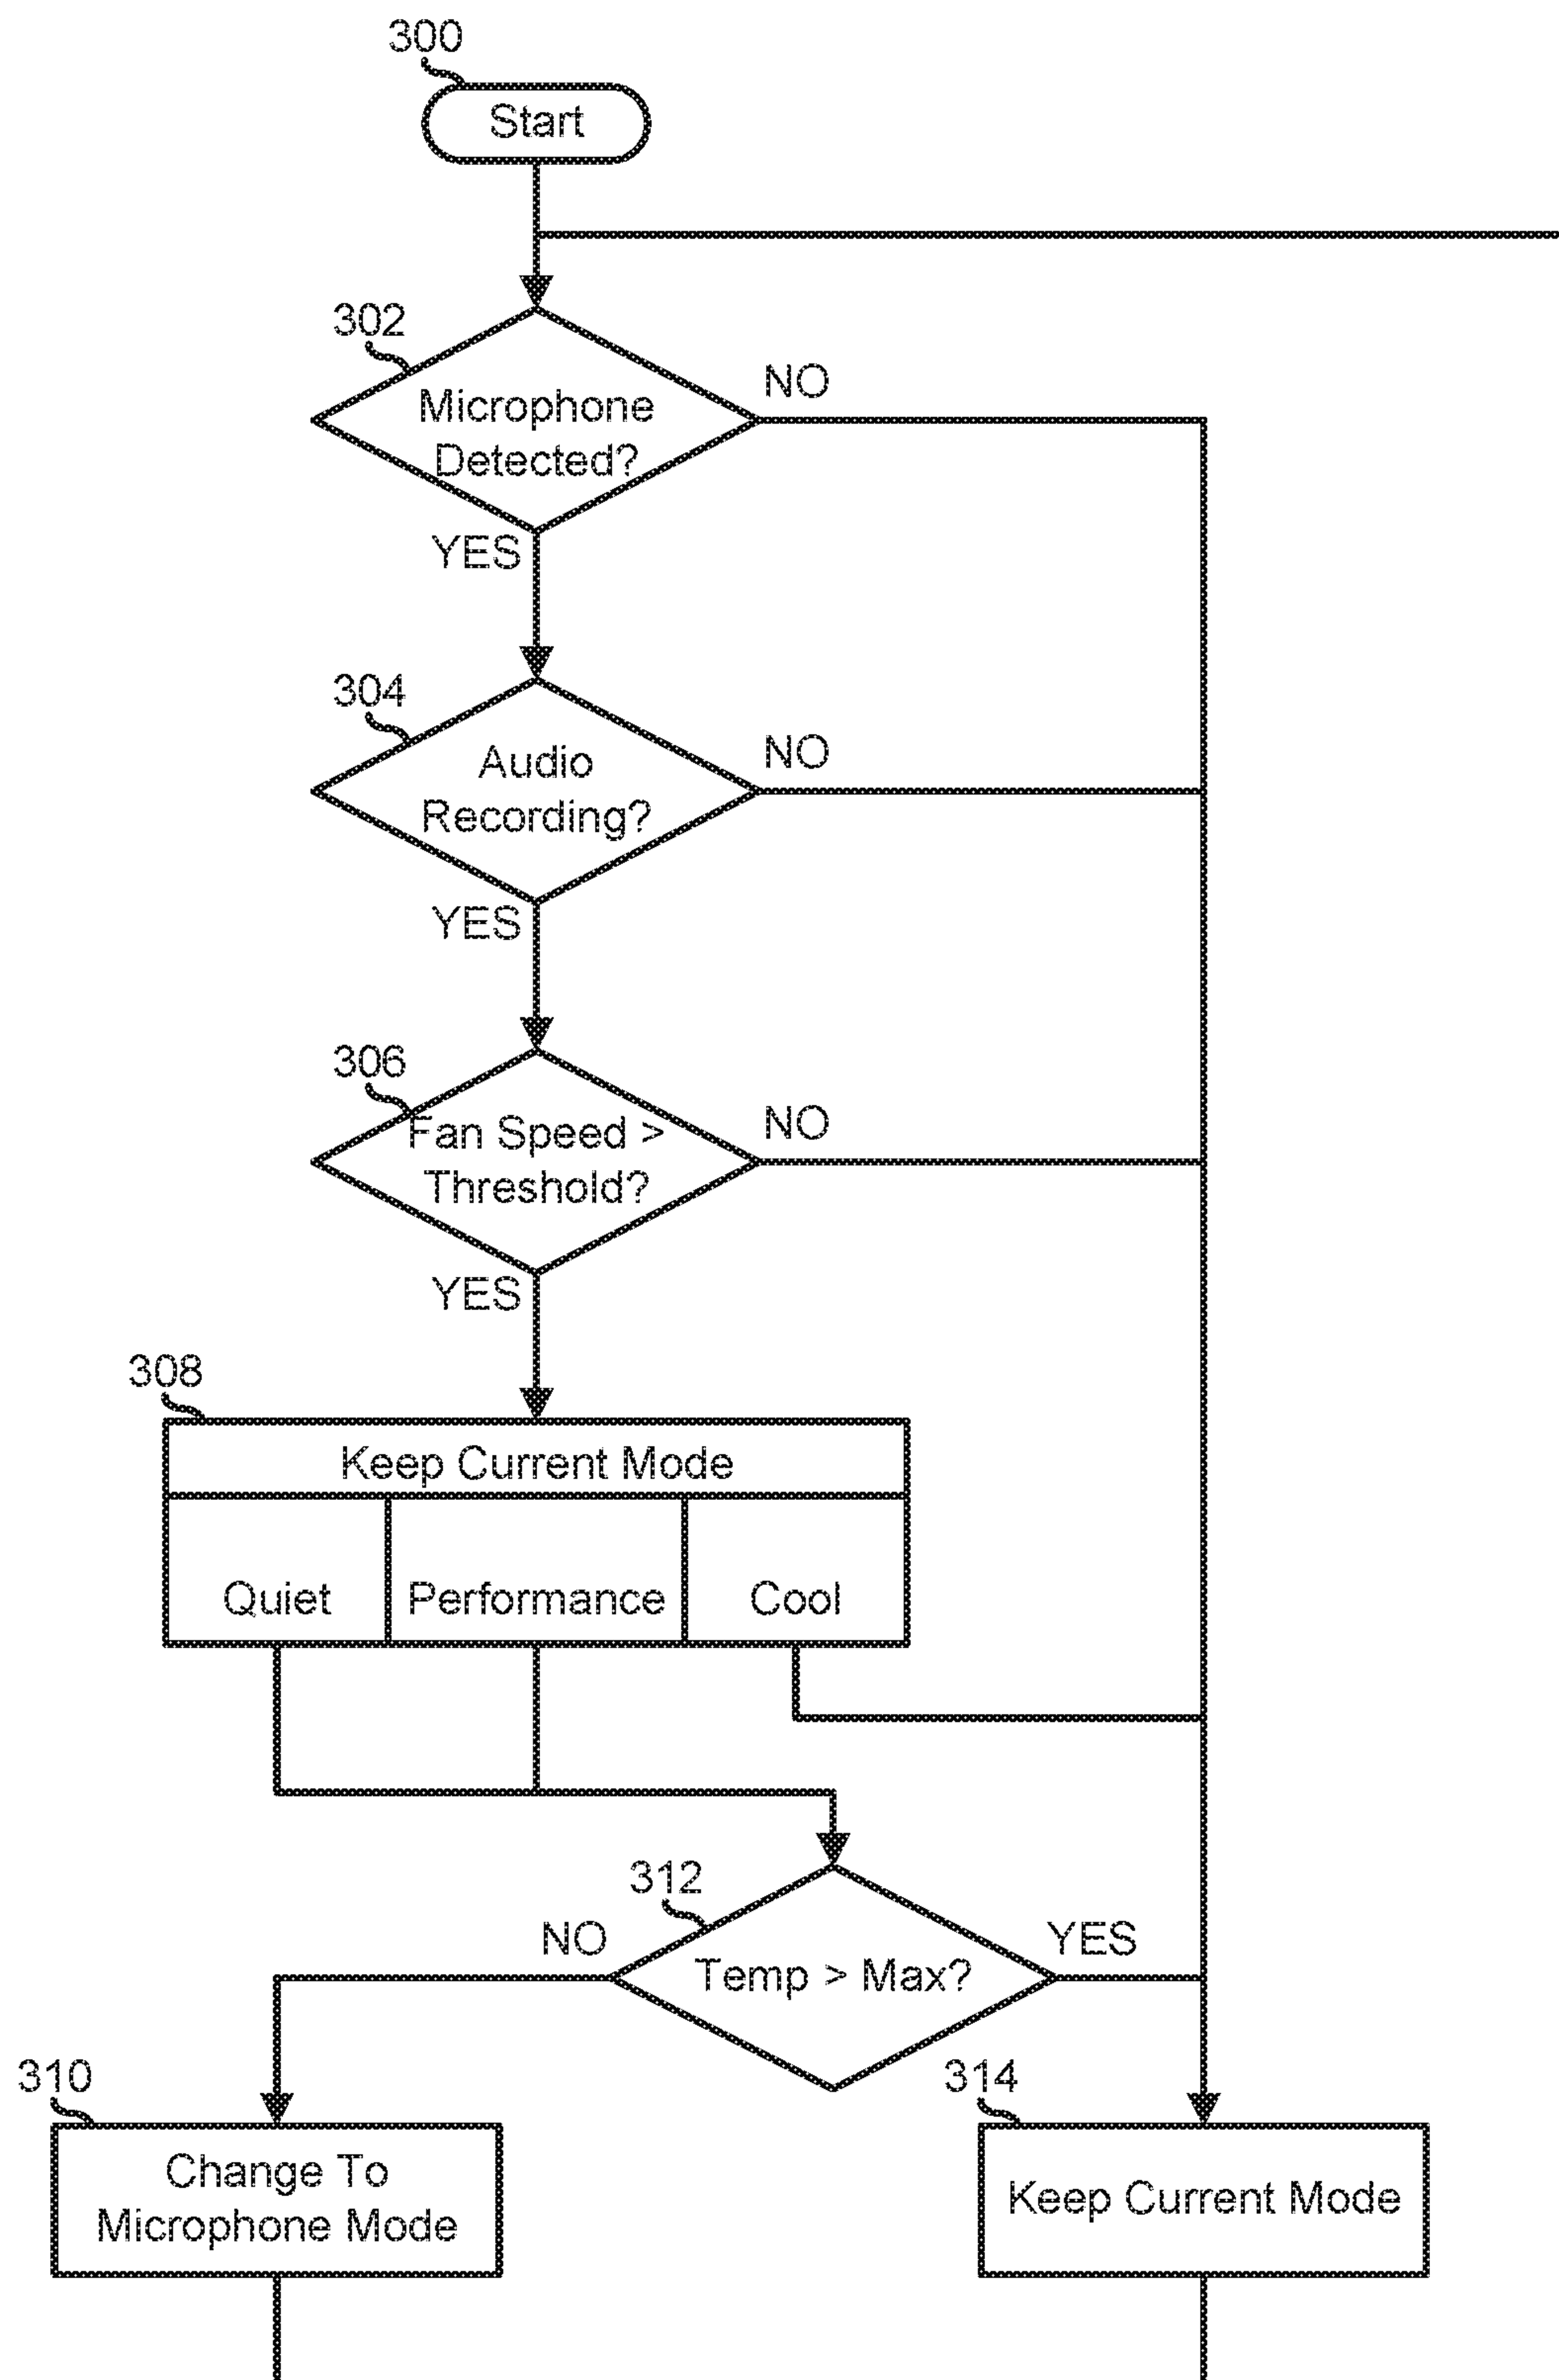 300
Start
302
NO
Microphone
Detected?
YES
304
NO
Audio
Recording?
YES
306
NO
Fan Speed >
Threshold?
YES
308
Keep Current Mode
Quiet
Performance
Cool
312
NO
YES
Temp > Max?
310
314
Change To
Microphone Mode
Keep Current Mode